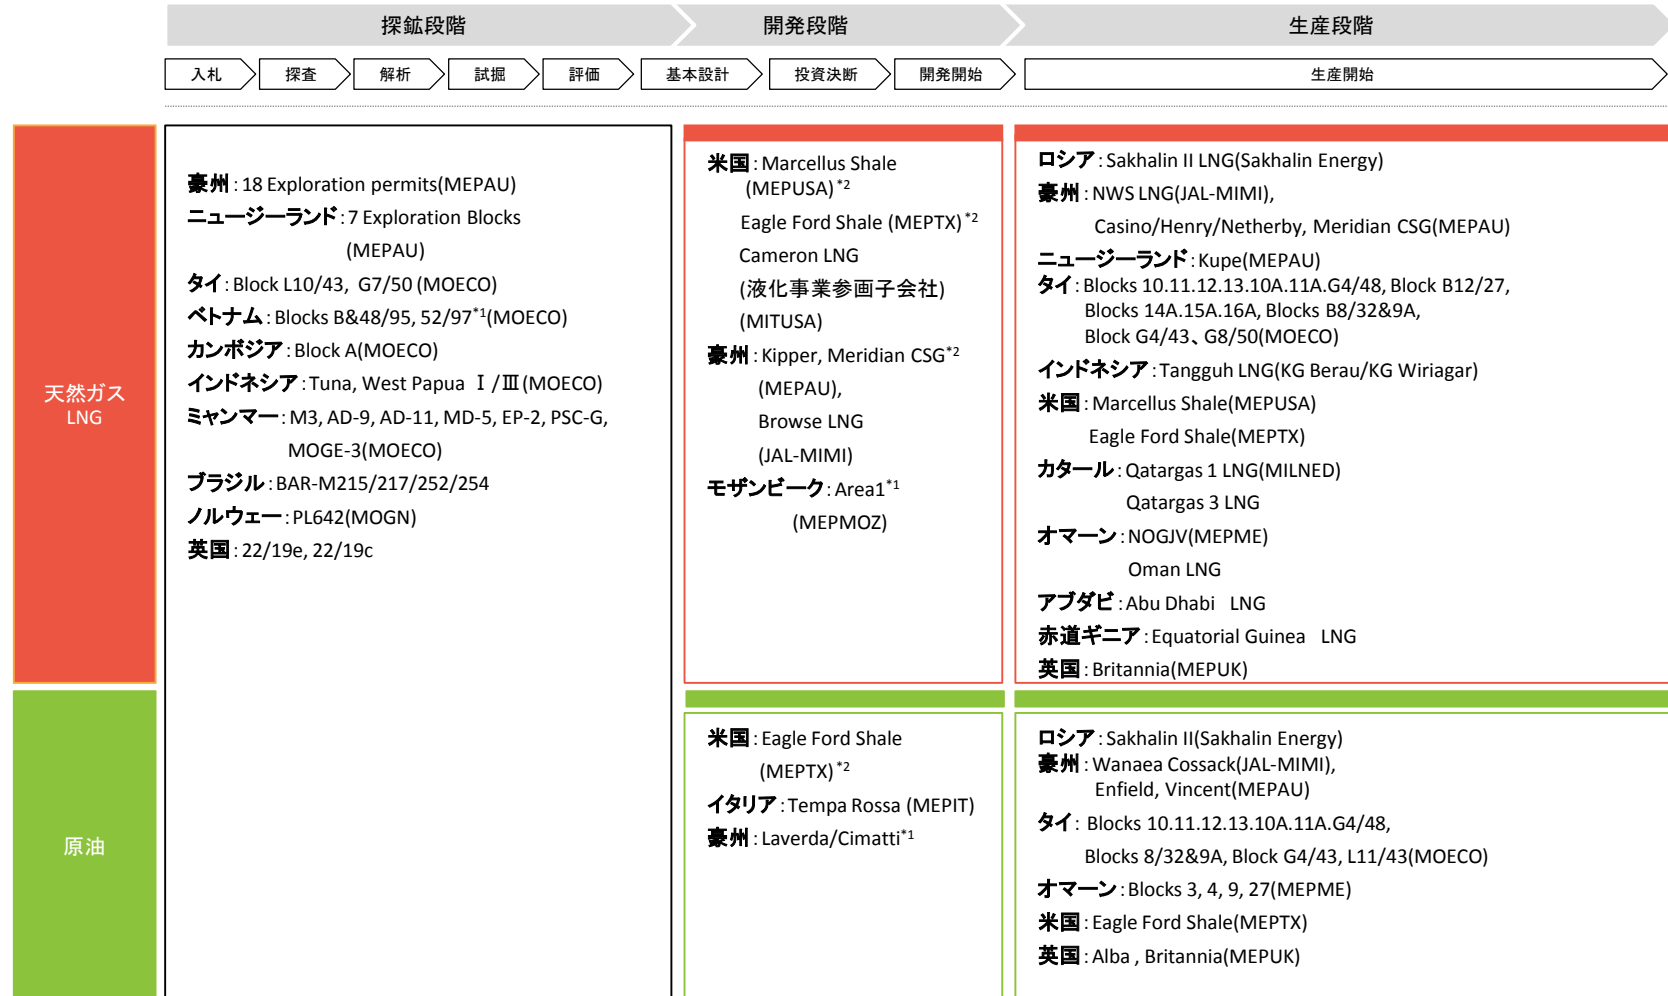 探鉱段階
開発段階
生産段階
入札
探査
解析
試掘
評価
基本設計
投資決断
開発開始
生産開始
天然ガス
LNG
豪州：18 Exploration permits(MEPAU)
ニュージーランド：7 Exploration Blocks
(MEPAU)
タイ：Block L10/43, G7/50 (MOECO)
ベトナム：Blocks B&48/95, 52/97*1(MOECO)
カンボジア：Block A(MOECO)
インドネシア：Tuna, West Papua Ⅰ/Ⅲ(MOECO)
ミャンマー：M3, AD-9, AD-11, MD-5, EP-2, PSC-G,
MOGE-3(MOECO)
ブラジル：BAR-M215/217/252/254
ノルウェー：PL642(MOGN)
英国：22/19e, 22/19c
米国：Marcellus Shale
(MEPUSA)*2
Eagle Ford Shale (MEPTX)*2
Cameron LNG
(液化事業参画子会社)
(MITUSA)
豪州：Kipper, Meridian CSG*2
(MEPAU),
Browse LNG
(JAL-MIMI)
モザンビーク：Area1*1
(MEPMOZ)
ロシア：Sakhalin II LNG(Sakhalin Energy)
豪州：NWS LNG(JAL-MIMI),
Casino/Henry/Netherby, Meridian CSG(MEPAU)
ニュージーランド：Kupe(MEPAU)
タイ：Blocks 10.11.12.13.10A.11A.G4/48, Block B12/27,
Blocks 14A.15A.16A, Blocks B8/32&9A,
Block G4/43、G8/50(MOECO)
インドネシア：Tangguh LNG(KG Berau/KG Wiriagar)
米国：Marcellus Shale(MEPUSA)
Eagle Ford Shale(MEPTX)
カタール：Qatargas 1 LNG(MILNED)
Qatargas 3 LNG
オマーン：NOGJV(MEPME)
Oman LNG
アブダビ：Abu Dhabi LNG
赤道ギニア：Equatorial Guinea LNG
英国：Britannia(MEPUK)
原油
米国：Eagle Ford Shale
(MEPTX)*2
イタリア：Tempa Rossa (MEPIT)
豪州：Laverda/Cimatti*1
ロシア：Sakhalin II(Sakhalin Energy)
豪州：Wanaea Cossack(JAL-MIMI),
Enfield, Vincent(MEPAU)
タイ：Blocks 10.11.12.13.10A.11A.G4/48,
Blocks 8/32&9A, Block G4/43, L11/43(MOECO)
オマーン：Blocks 3, 4, 9, 27(MEPME)
米国：Eagle Ford Shale(MEPTX)
英国：Alba , Britannia(MEPUK)